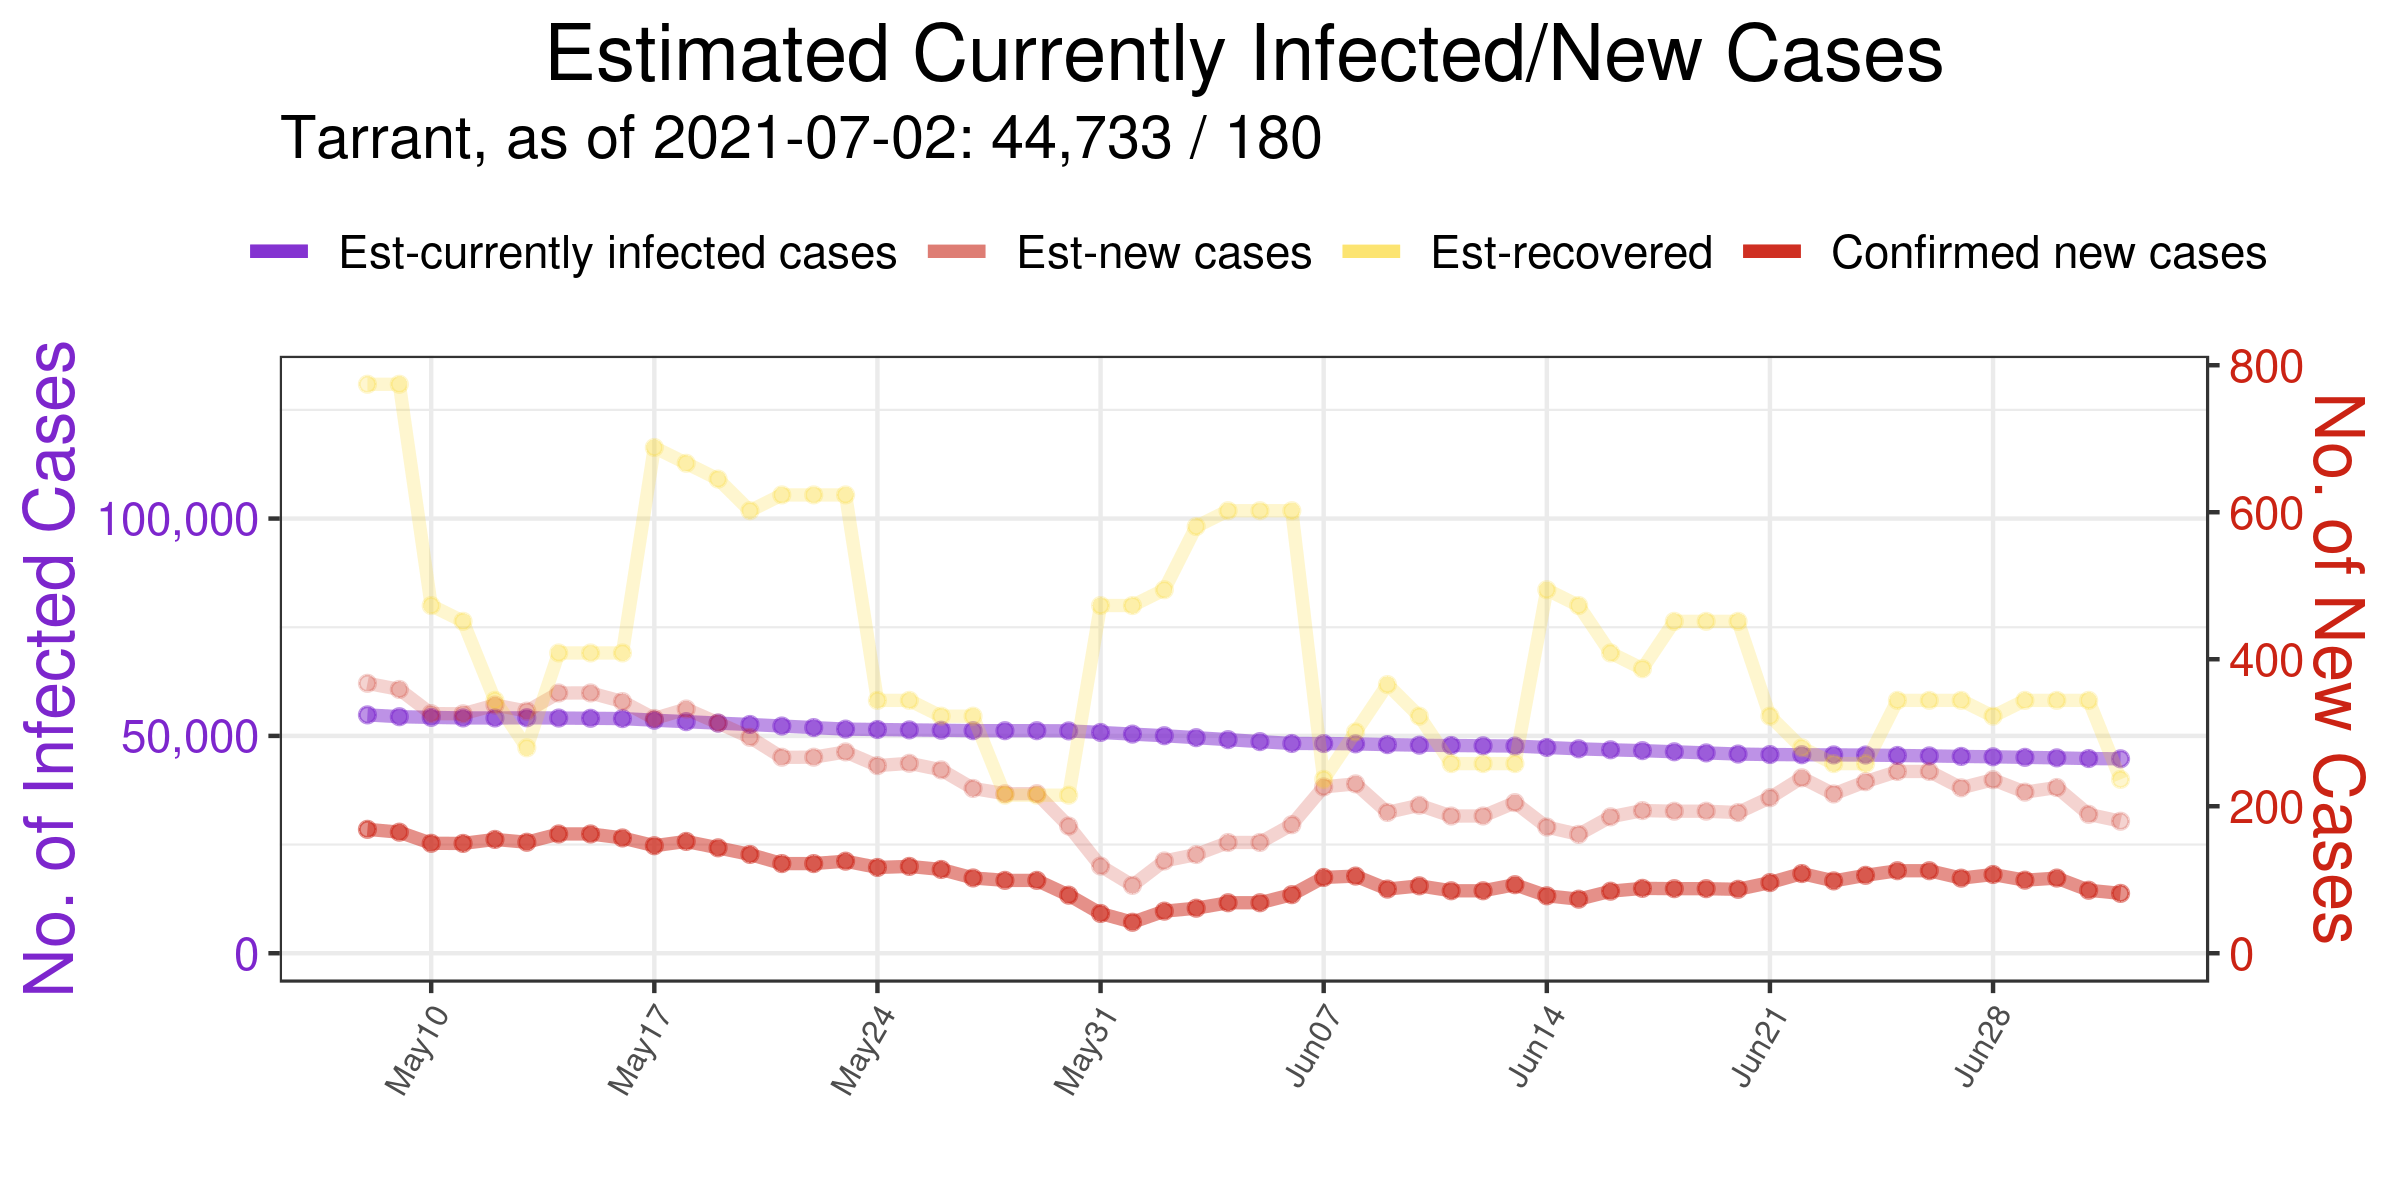 Estimated Currently Infected/New Cases
Tarrant, as of 2021-07-02: 44,733 / 180
Est-currently infected cases Est-new cases Est-recovered Confirmed new cases
No. of Infected Cases
100,000
50,000
0
800
600
400
200
0
No. of New Cases
May10 May17 May24 May31 Jun07 Jun14 Jun21 Jun28